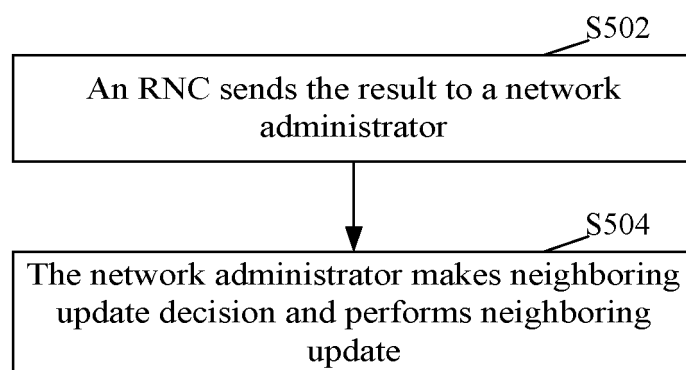 S502
An RNC sends the result to a network
administrator
S504
The network administrator makes neighboring
update decision and performs neighboring
update